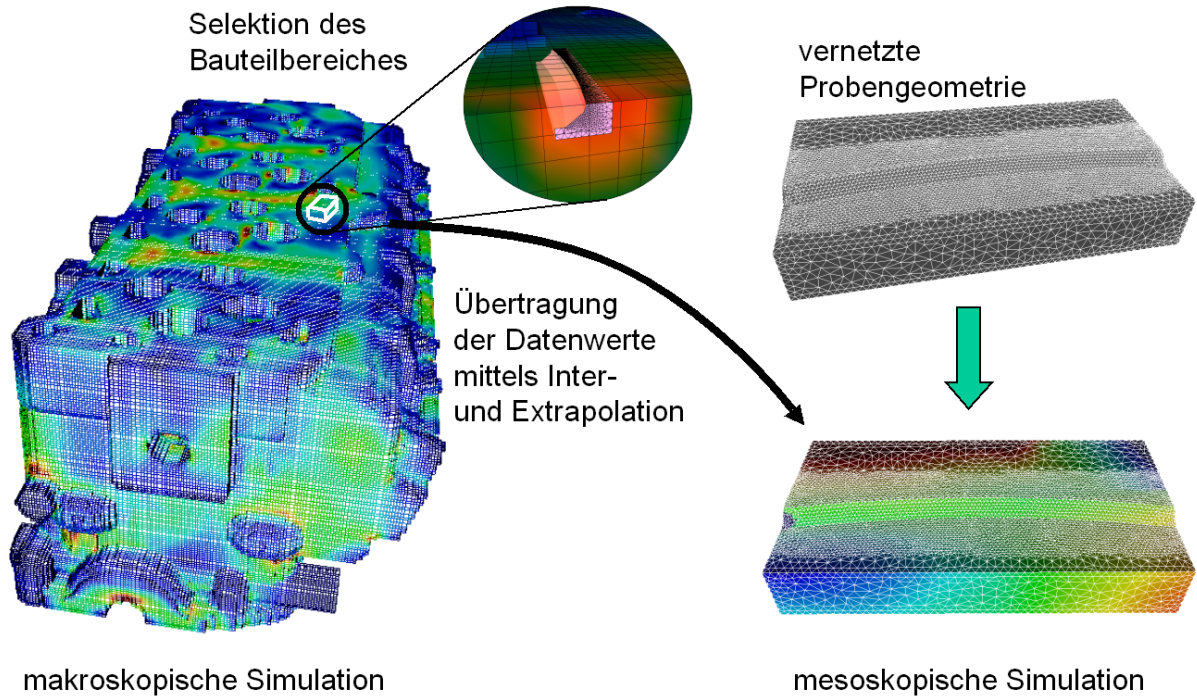 Selektion des
Bauteilbereiches
vernetzte
Probengeometrie
Übertragung
der Datenwerte
mittels Inter-
und Extrapolation
makroskopische Simulation
mesoskopische Simulation